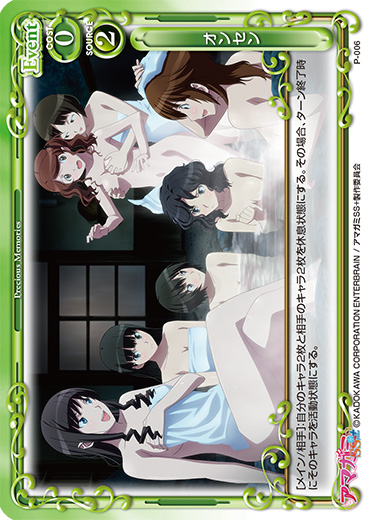 Event
COST
0
SOURCE
2
オンセン
Precious Memories
[メイン/相手]:自分のキャラ2枚と相手のキャラ2枚を休息状態にする。その場合、ターン終了時
にそのキャラを活動状態にする。
アマガミSS+
©KADOKAWA CORPORATION ENTERBRAIN / アマガミSS+製作委員会
P-006